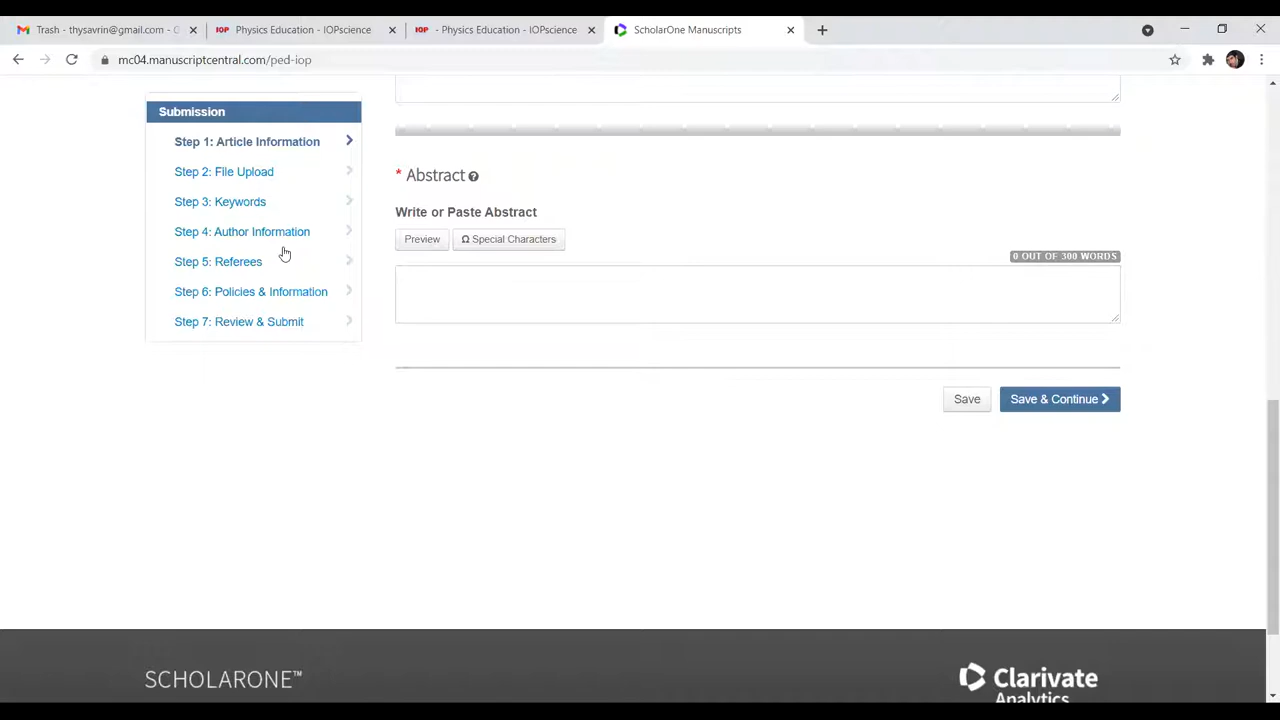 Trash - thysavrin@gmail.com - G
IOP Physics Education - IOPscience
IOP - Physics Education - IOPscience
ScholarOne Manuscripts
mc04.manuscriptcentral.com/ped-iop
Submission
Step 1: Article Information
Step 2: File Upload
Step 3: Keywords
Step 4: Author Information
Step 5: Referees
Step 6: Policies & Information
Step 7: Review & Submit
* Abstract
Write or Paste Abstract
Preview
Ω Special Characters
0 OUT OF 300 WORDS
Save
Save & Continue
SCHOLARONE™
Clarivate
Analytics